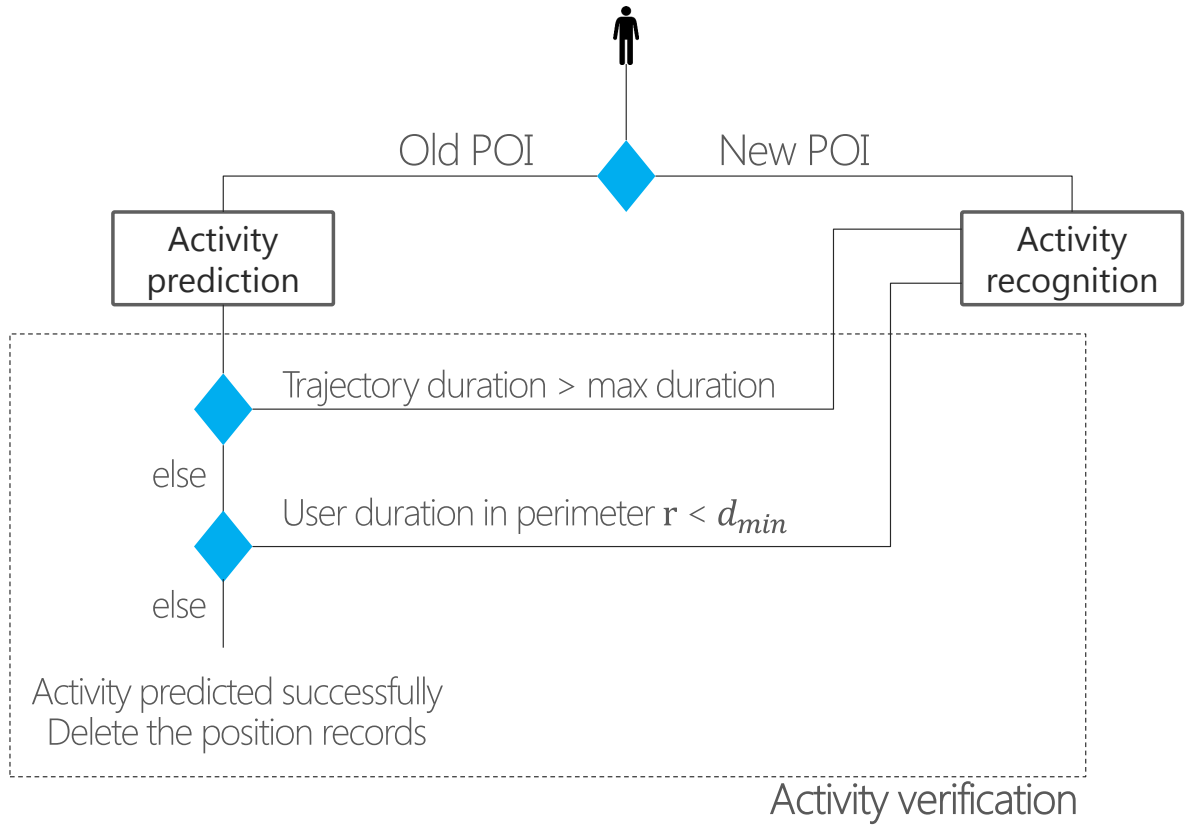 Old POI
New POI
Activity
prediction
Activity
recognition
Trajectory duration > max duration
else
User duration in perimeter r < d_min
else
Activity predicted successfully
Delete the position records
Activity verification